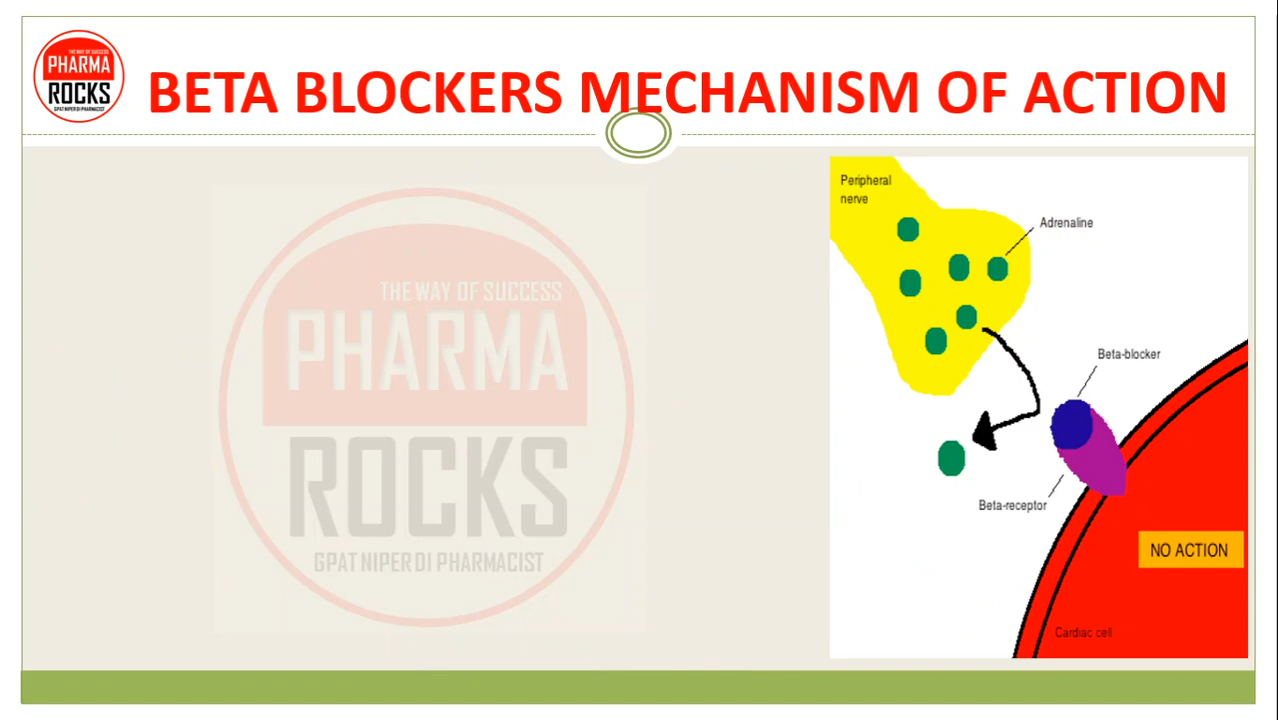 THE WAY OF SUCCESS
PHARMA
ROCKS
GPAT NIPER DI PHARMACIST
BETA BLOCKERS MECHANISM OF ACTION
THE WAY OF SUCCESS
PHARMA
ROCKS
GPAT NIPER DI PHARMACIST
Peripheral
nerve
Adrenaline
Beta-blocker
Beta-receptor
NO ACTION
Cardiac cell